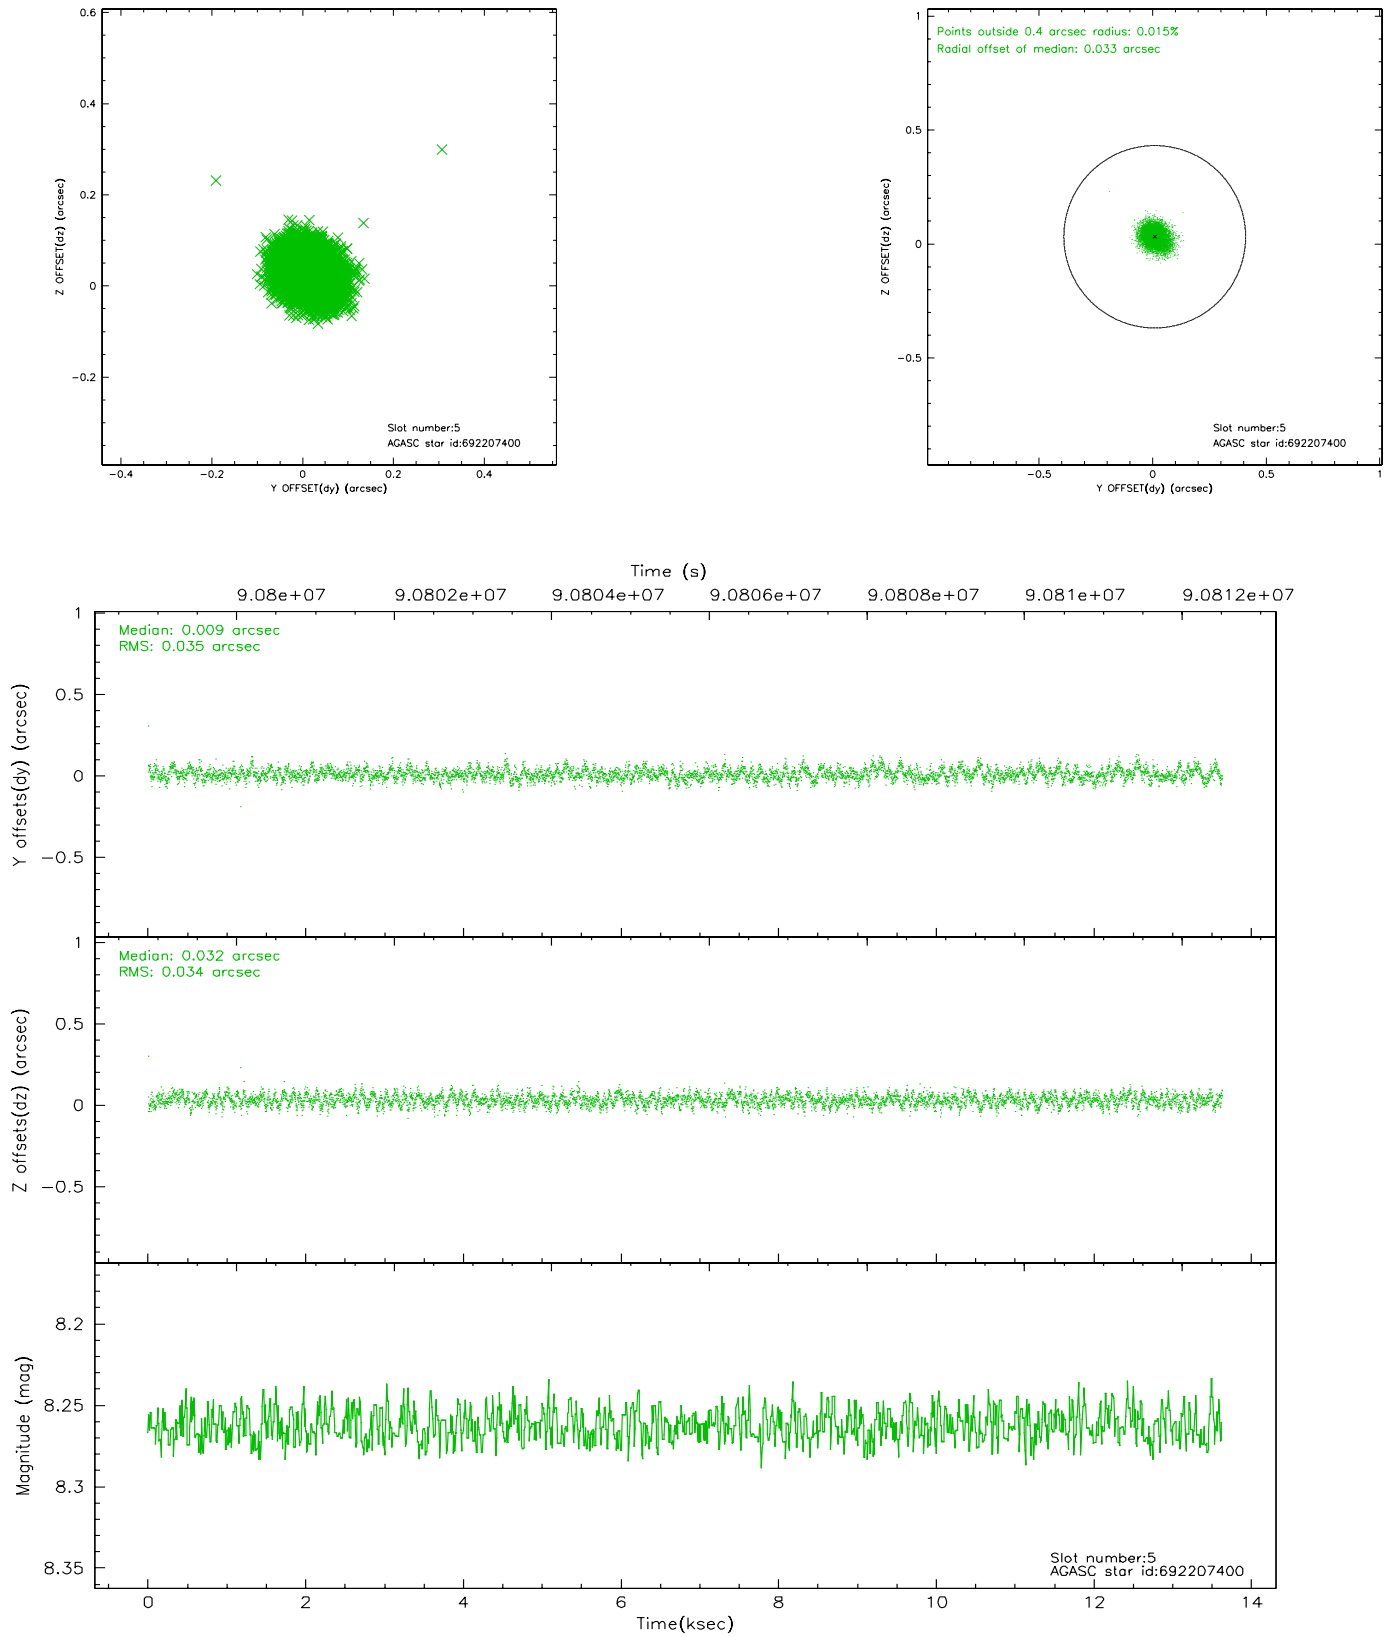 0.6
0.4
0.2
0
−0.2
Z OFFSET(dz) (arcsec)
Slot number:5
AGASC star id:692207400
−0.4 −0.2 0 0.2 0.4
Y OFFSET(dy) (arcsec)
1
0.5
0
−0.5
Z OFFSET(dz) (arcsec)
Points outside 0.4 arcsec radius: 0.015%
Radial offset of median: 0.033 arcsec
Slot number:5
AGASC star id:692207400
−0.5 0 0.5 1
Y OFFSET(dy) (arcsec)
Time (s)
9.08e+07 9.0802e+07 9.0804e+07 9.0806e+07 9.0808e+07 9.081e+07 9.0812e+07
1
0.5
0
−0.5
Y offsets(dy) (arcsec)
Median: 0.009 arcsec
RMS: 0.035 arcsec
1
0.5
0
−0.5
Z offsets(dz) (arcsec)
Median: 0.032 arcsec
RMS: 0.034 arcsec
8.2
8.25
8.3
8.35
Magnitude (mag)
Slot number:5
AGASC star id:692207400
0 2 4 6 8 10 12 14
Time(ksec)